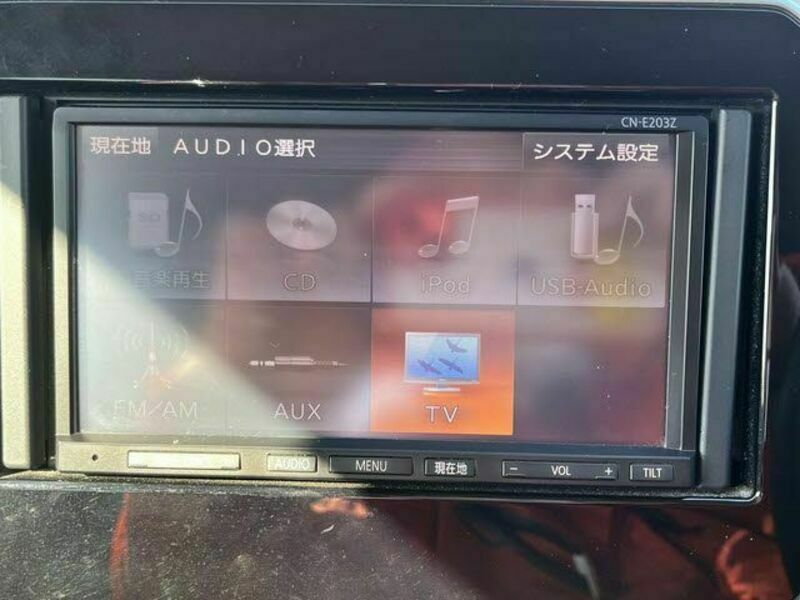 CN-E203Z
現在地 AUDIO選択 システム設定
SD
音楽再生 CD iPod USB-Audio
FM/AM AUX TV
AUDIO MENU 現在地 − VOL + TILT